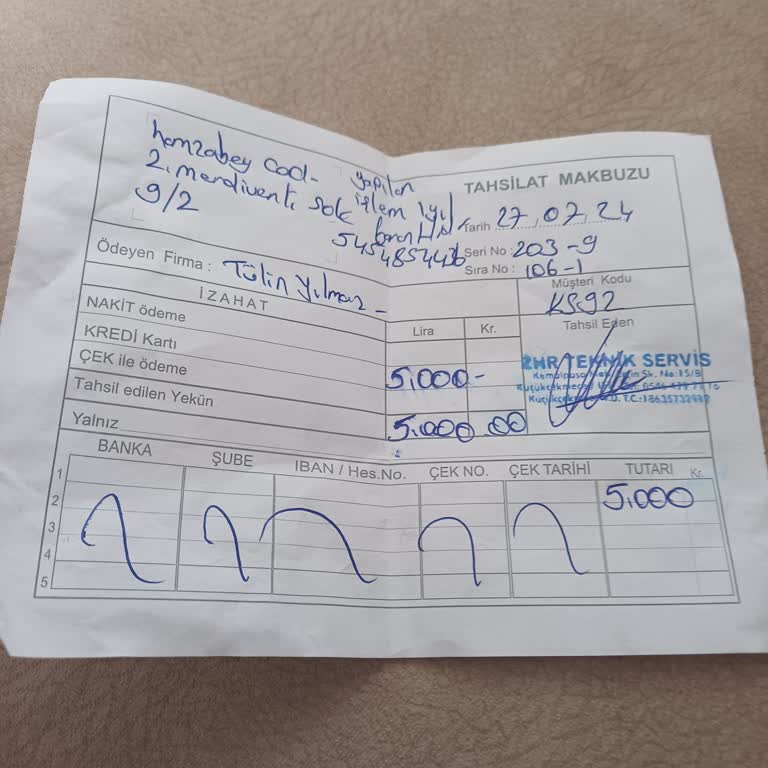 hamzabey cad-
2. merdivenli sok
9/2
yapılan
işlem 1 yıl
5454854426
TAHSİLAT MAKBUZU
Tarih 27.07.24
Seri No : 203-9
Sıra No : 106-1
Ödeyen Firma : Tülin Yılmaz -
Müşteri Kodu
KS92
İZAHAT
Lira Kr.
Tahsil Eden
NAKİT ödeme
KREDİ Kartı
ÇEK ile ödeme 5.000-
Tahsil edilen Yekün
5.000.00
Yalnız
TEKNİK SERVİS
BANKA ŞUBE IBAN / Hes.No. ÇEK NO. ÇEK TARİHİ TUTARI Kr.
1 5.000
2
3
4
5